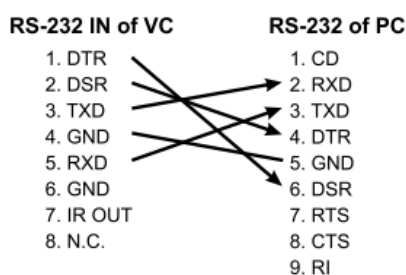 RS-232 IN of VC
1. DTR
2. DSR
3. TXD
4. GND
5. RXD
6. GND
7. IR OUT
8. N.C.
RS-232 of PC
1. CD
2. RXD
3. TXD
4. DTR
5. GND
6. DSR
7. RTS
8. CTS
9. RI